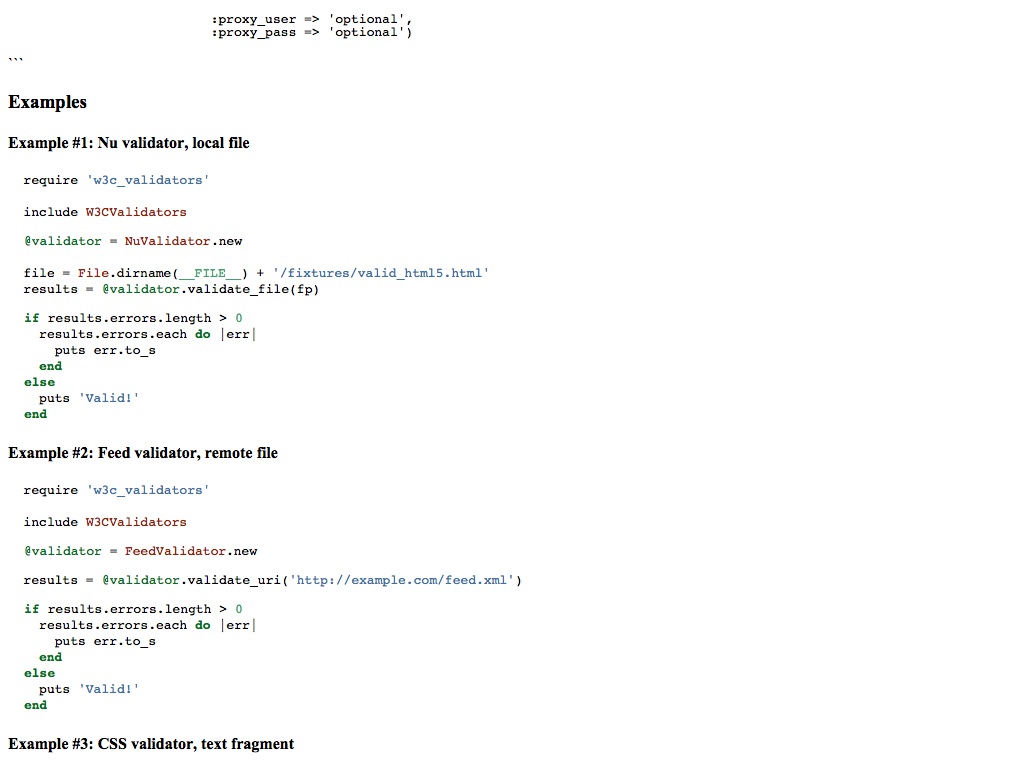 :proxy_user => 'optional',
:proxy_pass => 'optional')
```
Examples
Example #1: Nu validator, local file
require 'w3c_validators'
include W3CValidators
@validator = NuValidator.new
file = File.dirname(__FILE__) + '/fixtures/valid_html5.html'
results = @validator.validate_file(fp)
if results.errors.length > 0
  results.errors.each do |err|
    puts err.to_s
  end
else
  puts 'Valid!'
end
Example #2: Feed validator, remote file
require 'w3c_validators'
include W3CValidators
@validator = FeedValidator.new
results = @validator.validate_uri('http://example.com/feed.xml')
if results.errors.length > 0
  results.errors.each do |err|
    puts err.to_s
  end
else
  puts 'Valid!'
end
Example #3: CSS validator, text fragment